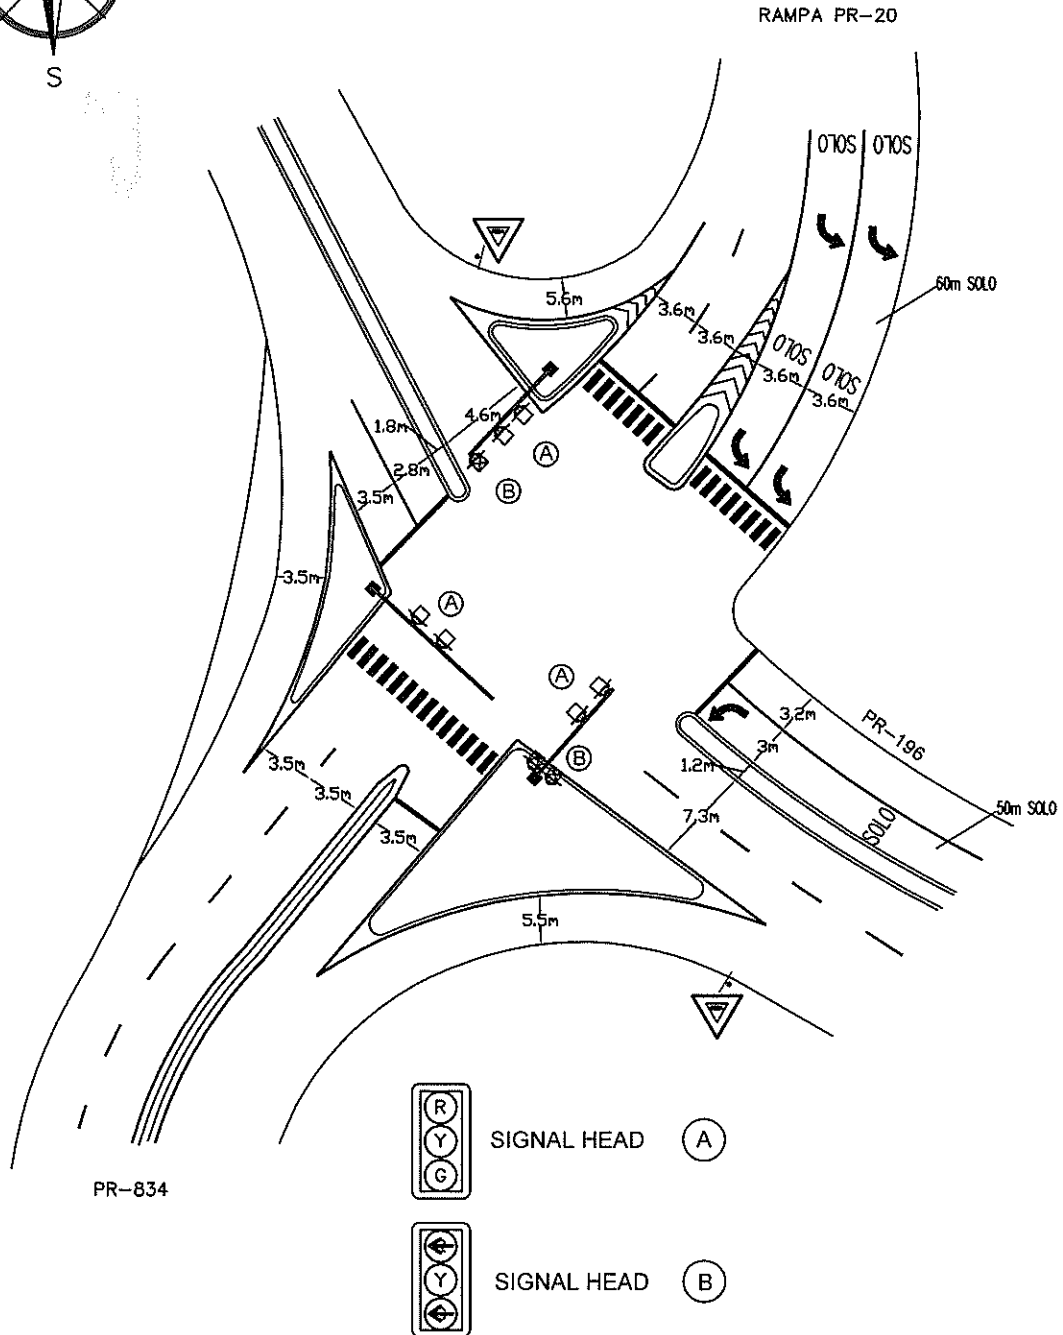 S
RAMPA PR-20
SOLO SOLO
60m SOLO
5.6m
3.6m
3.6m
3.6m
3.6m
SOLO
SOLO
4.6m
1.8m
2.8m
3.5m
A
B
3.5m
A
A
B
3.2m
3m
1.2m
7.3m
PR-196
50m SOLO
SOLO
3.5m
3.5m
3.5m
5.5m
R
Y
G
SIGNAL HEAD A
PR-834
Y
SIGNAL HEAD B